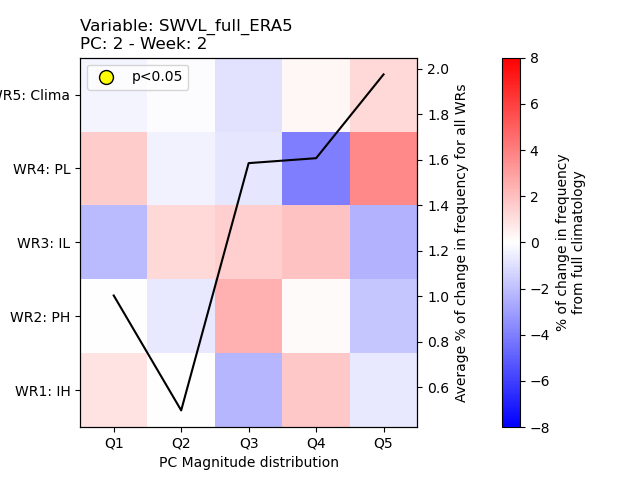 Variable: SWVL_full_ERA5
PC: 2 - Week: 2
p<0.05
WR5: Clima
WR4: PL
WR3: IL
WR2: PH
WR1: IH
Q1 Q2 Q3 Q4 Q5
PC Magnitude distribution
2.0
1.8
1.6
1.4
1.2
1.0
0.8
0.6
Average % of change in frequency for all WRs
8
6
4
2
0
−2
−4
−6
−8
% of change in frequency
from full climatology